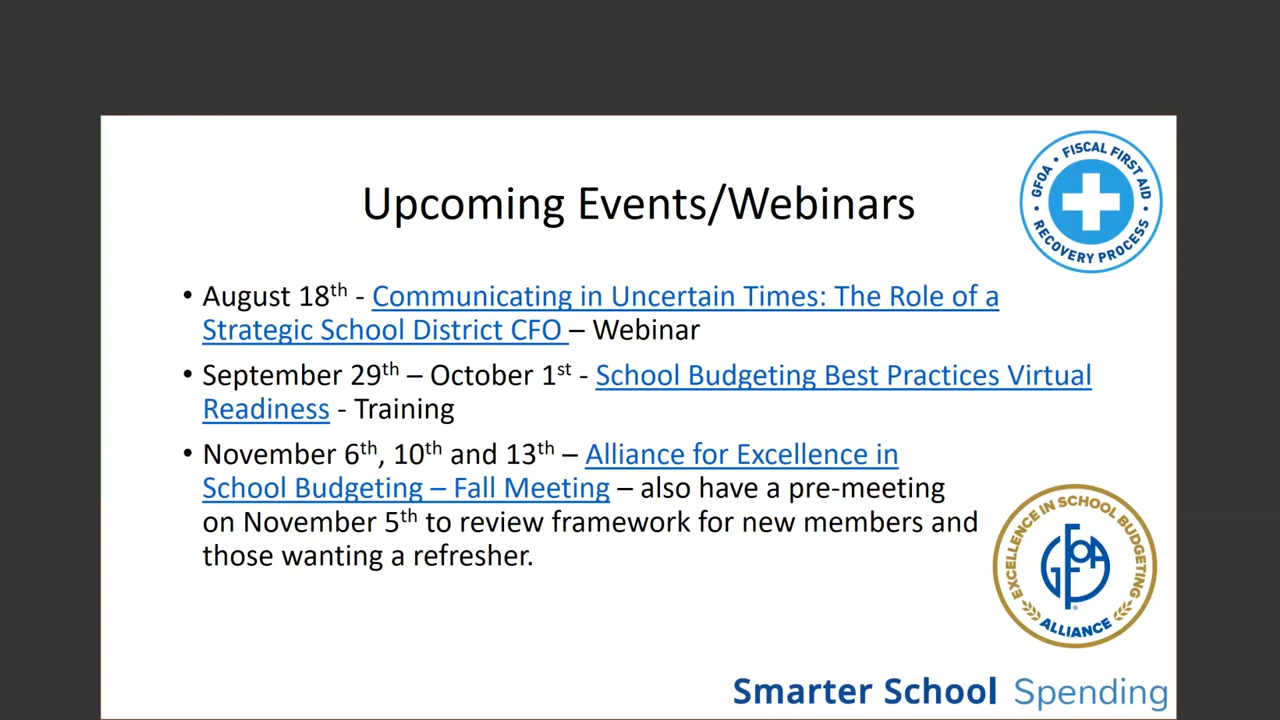 GFOA • FISCAL FIRST AID • RECOVERY PROCESS
Upcoming Events/Webinars
• August 18th - Communicating in Uncertain Times: The Role of a
Strategic School District CFO – Webinar
• September 29th – October 1st - School Budgeting Best Practices Virtual
Readiness - Training
• November 6th, 10th and 13th – Alliance for Excellence in
School Budgeting – Fall Meeting – also have a pre-meeting
on November 5th to review framework for new members and
those wanting a refresher.
EXCELLENCE IN SCHOOL BUDGETING
GFOA
ALLIANCE
Smarter School Spending